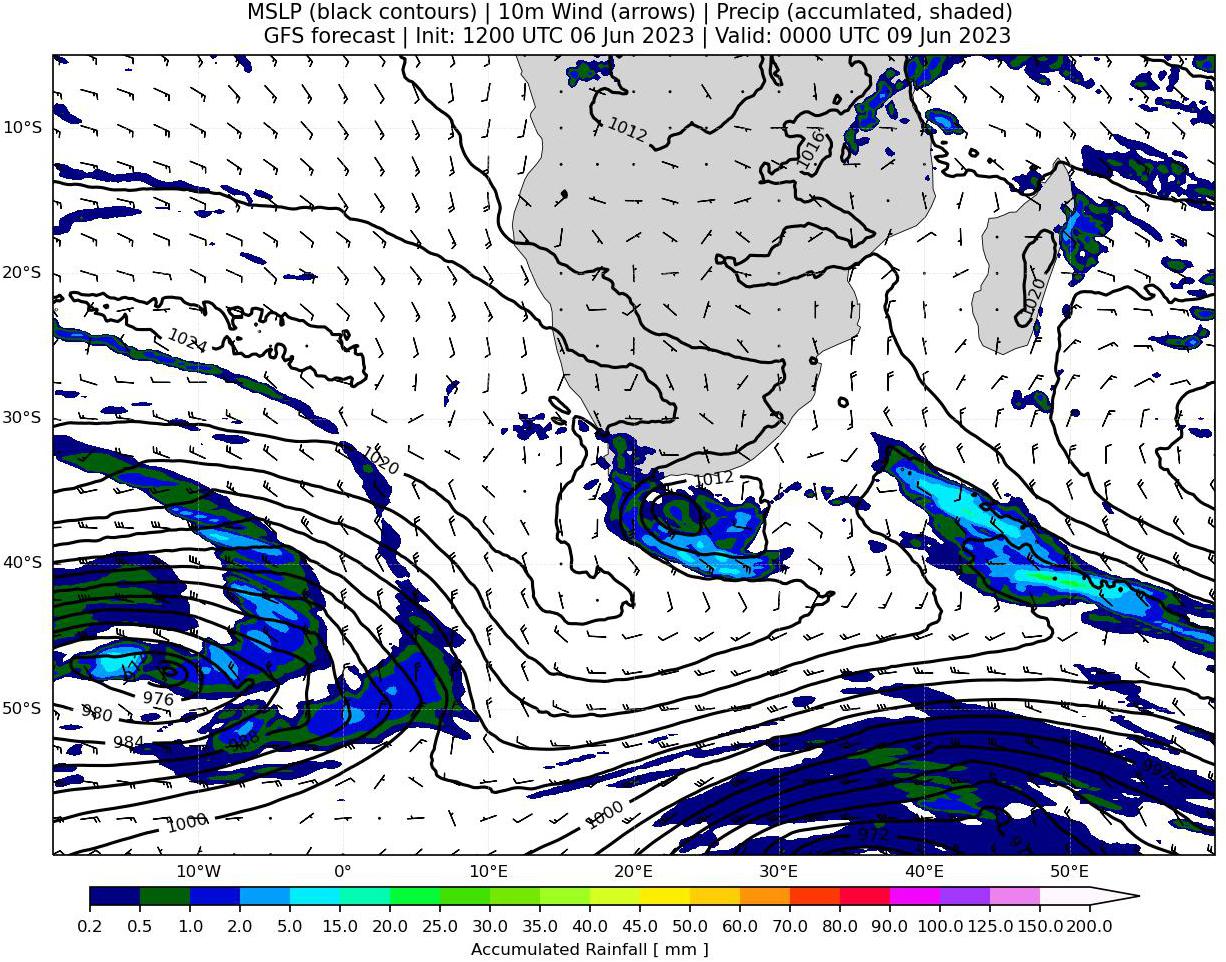 MSLP (black contours) | 10m Wind (arrows) | Precip (accumlated, shaded)
GFS forecast | Init: 1200 UTC 06 Jun 2023 | Valid: 0000 UTC 09 Jun 2023
1012
10°S
1016
20°S
1020
1024
30°S
1020
1012
40°S
976
980
50°S
984
988
992
1000
1000
972
10°W 0° 10°E 20°E 30°E 40°E 50°E
0.2 0.5 1.0 2.0 5.0 10.0 15.0 20.0 25.0 30.0 35.0 40.0 45.0 50.0 60.0 70.0 80.0 90.0 100.0 125.0 150.0 200.0
Accumulated Rainfall [ mm ]